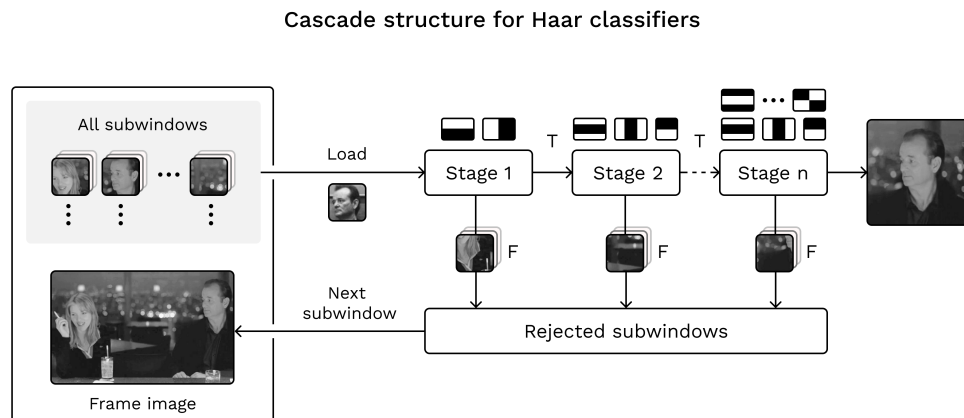 Cascade structure for Haar classifiers
All subwindows
Load
T
T
Stage 1
Stage 2
Stage n
F
F
F
Next
subwindow
Rejected subwindows
Frame image